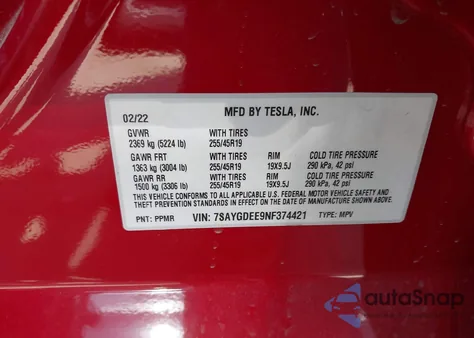 02/22 MFD BY TESLA, INC.
GVWR WITH TIRES
2369 kg (5224 lb) 255/45R19
GAWR FRT WITH TIRES RIM COLD TIRE PRESSURE
1363 kg (3004 lb) 255/45R19 19X9.5J 290 kPa, 42 psi
GAWR RR WITH TIRES RIM COLD TIRE PRESSURE
1500 kg (3306 lb) 255/45R19 19X9.5J 290 kPa, 42 psi
THIS VEHICLE CONFORMS TO ALL APPLICABLE U.S. FEDERAL MOTOR VEHICLE SAFETY AND
THEFT PREVENTION STANDARDS IN EFFECT ON THE DATE OF MANUFACTURE SHOWN ABOVE.
PNT: PPMR VIN: 7SAYGDEE9NF374421 TYPE: MPV
autoSnap